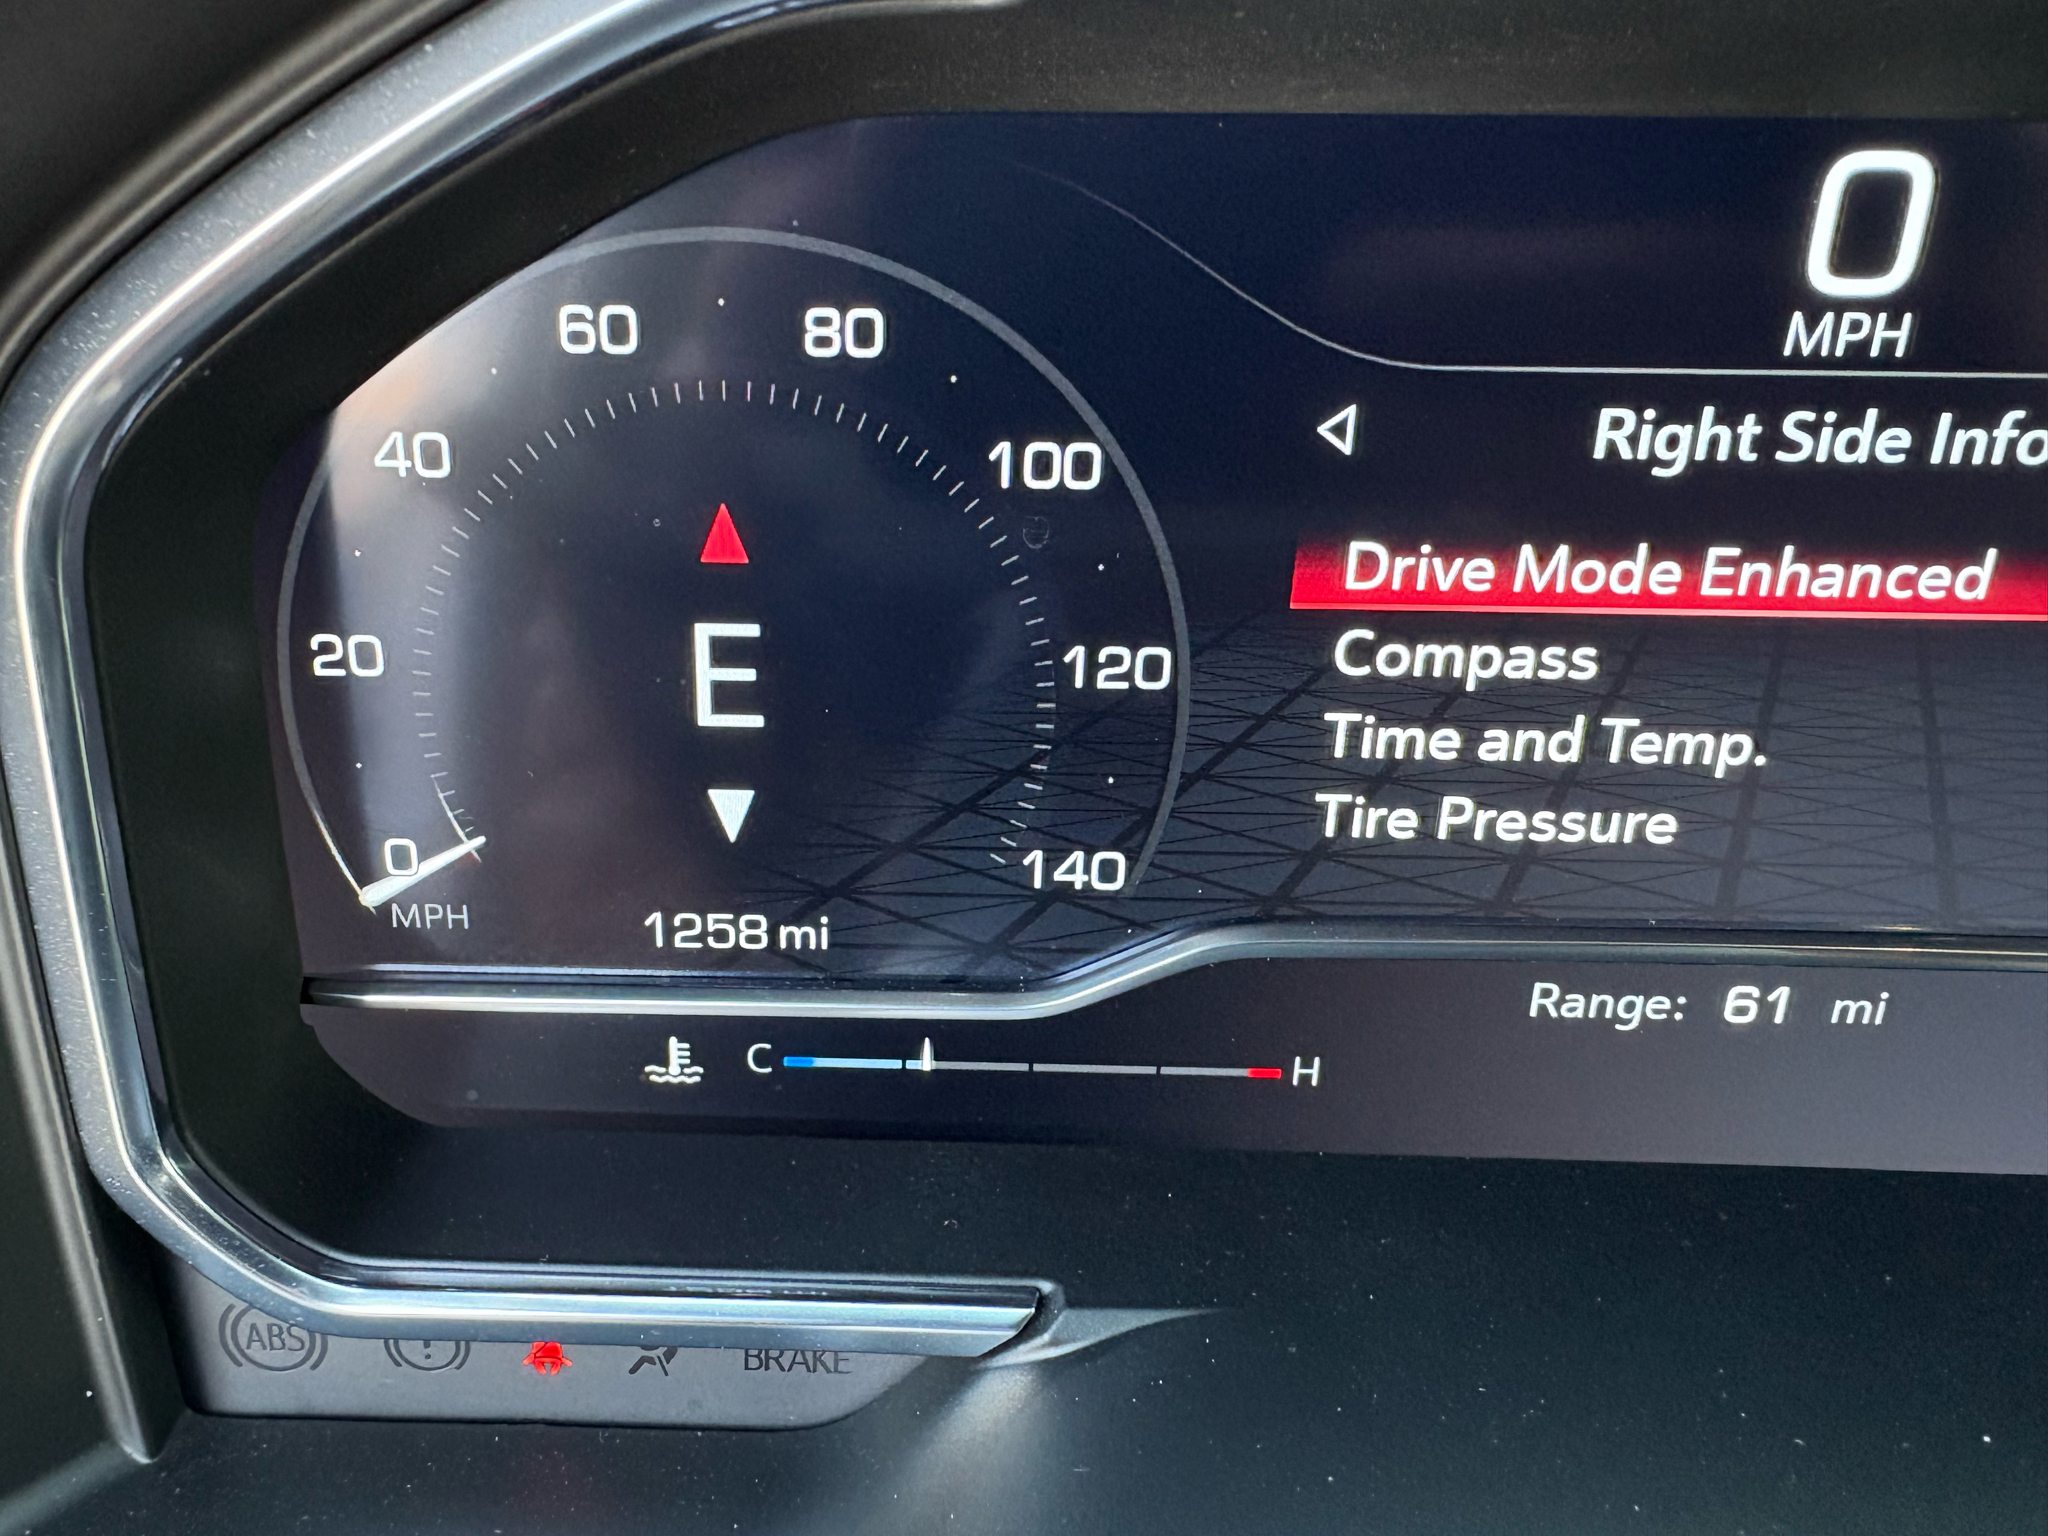 0
MPH
Right Side Info
Drive Mode Enhanced
Compass
Time and Temp.
Tire Pressure
60
80
40
100
20
120
0
140
MPH
E
1258 mi
Range: 61 mi
C
H
ABS
!
BRAKE